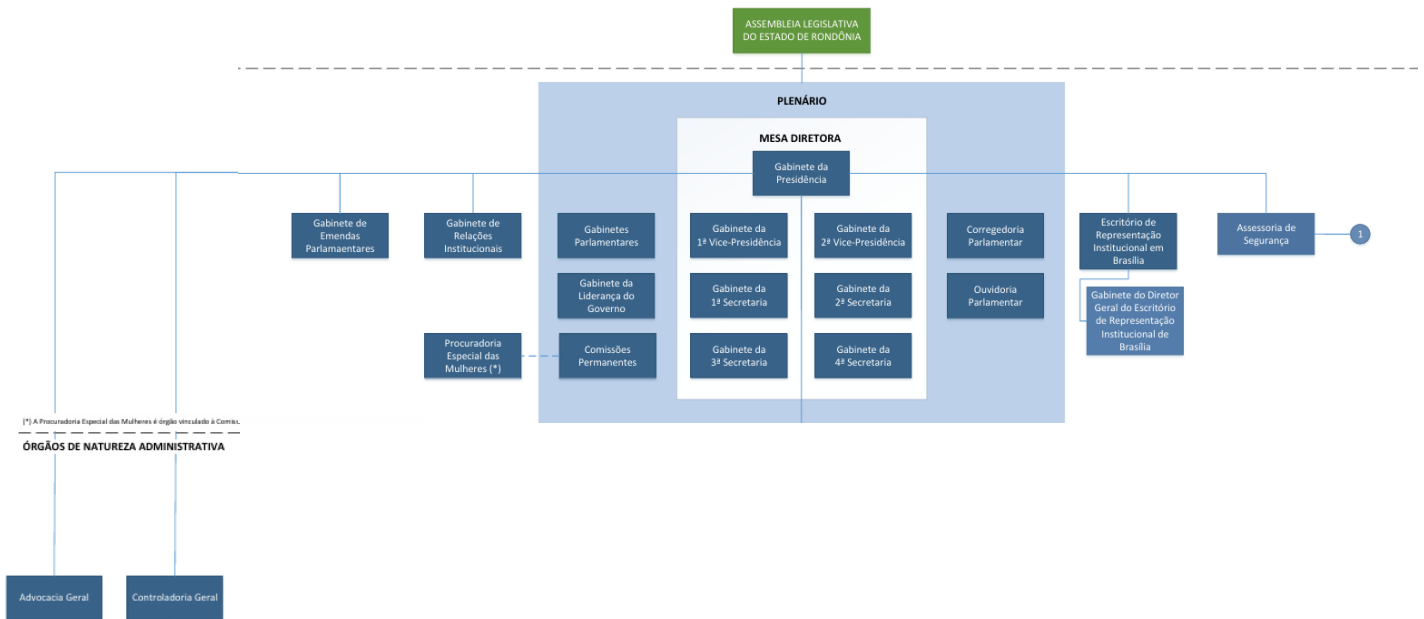 ASSEMBLEIA LEGISLATIVA
DO ESTADO DE RONDÔNIA
PLENÁRIO
MESA DIRETORA
Gabinete da
Presidência
Gabinete de
Emendas
Parlamaentares
Gabinete de
Relações
Institucionais
Gabinetes
Parlamentares
Gabinete da
1ª Vice-Presidência
Gabinete da
2ª Vice-Presidência
Corregedoria
Parlamentar
Escritório de
Representação
Institucional em
Brasília
Assessoria de
Segurança
1
Gabinete da
Liderança do
Governo
Gabinete da
1ª Secretaria
Gabinete da
2ª Secretaria
Ouvidoria
Parlamentar
Gabinete do Diretor
Geral do Escritório
de Representação
Institucional de
Brasília
Procuradoria
Especial das
Mulheres (*)
Comissões
Permanentes
Gabinete da
3ª Secretaria
Gabinete da
4ª Secretaria
(*) A Procuradoria Especial das Mulheres é órgão vinculado à
ÓRGÃOS DE NATUREZA ADMINISTRATIVA
Advocacia Geral
Controladoria Geral